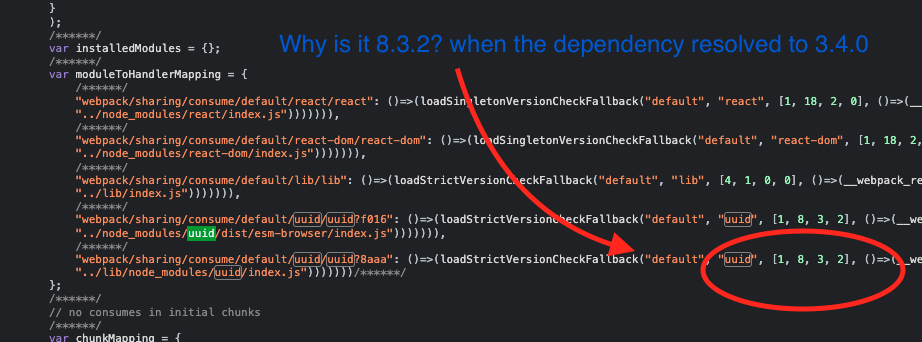 }
);
/******/
var installedModules = {};
Why is it 8.3.2? when the dependency resolved to 3.4.0
/******/
var moduleToHandlerMapping = {
/******/
"webpack/sharing/consume/default/react/react": ()=>(loadSingletonVersionCheckFallback("default", "react", [1, 18, 2, 0], ()=>(__
"../node_modules/react/index.js"))))))),
/******/
"webpack/sharing/consume/default/react-dom/react-dom": ()=>(loadSingletonVersionCheckFallback("default", "react-dom", [1, 18, 2,
"../node_modules/react-dom/index.js"))))))),
/******/
"webpack/sharing/consume/default/lib/lib": ()=>(loadStrictVersionCheckFallback("default", "lib", [4, 1, 0, 0], ()=>(__webpack_re
"../lib/index.js"))))))),
/******/
"webpack/sharing/consume/default/uuid/uuid?f016": ()=>(loadStrictVersionCheckFallback("default", "uuid", [1, 8, 3, 2], ()=>(__we
"../node_modules/uuid/dist/esm-browser/index.js"))))))),
/******/
"webpack/sharing/consume/default/uuid/uuid?8aaa": ()=>(loadStrictVersionCheckFallback("default", "uuid", [1, 8, 3, 2], ()=>(__we
"../lib/node_modules/uuid/index.js")))))))/******/
};
/******/
// no consumes in initial chunks
/******/
var chunkMapping = {